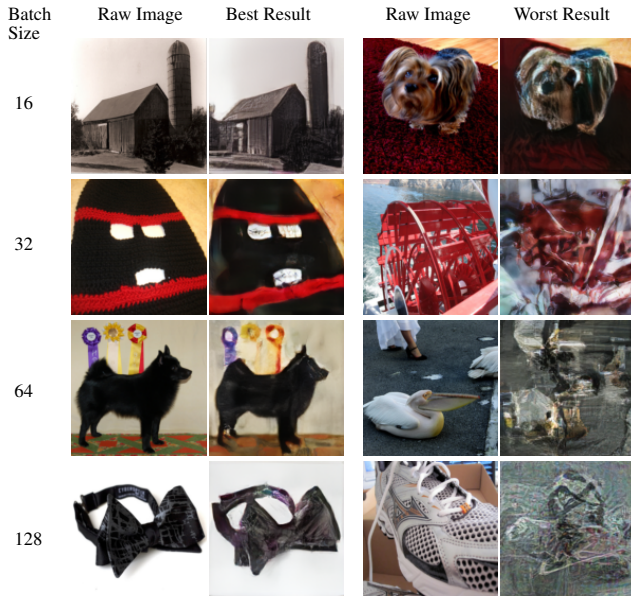 Batch Size
Raw Image
Best Result
Raw Image
Worst Result
16
32
64
128